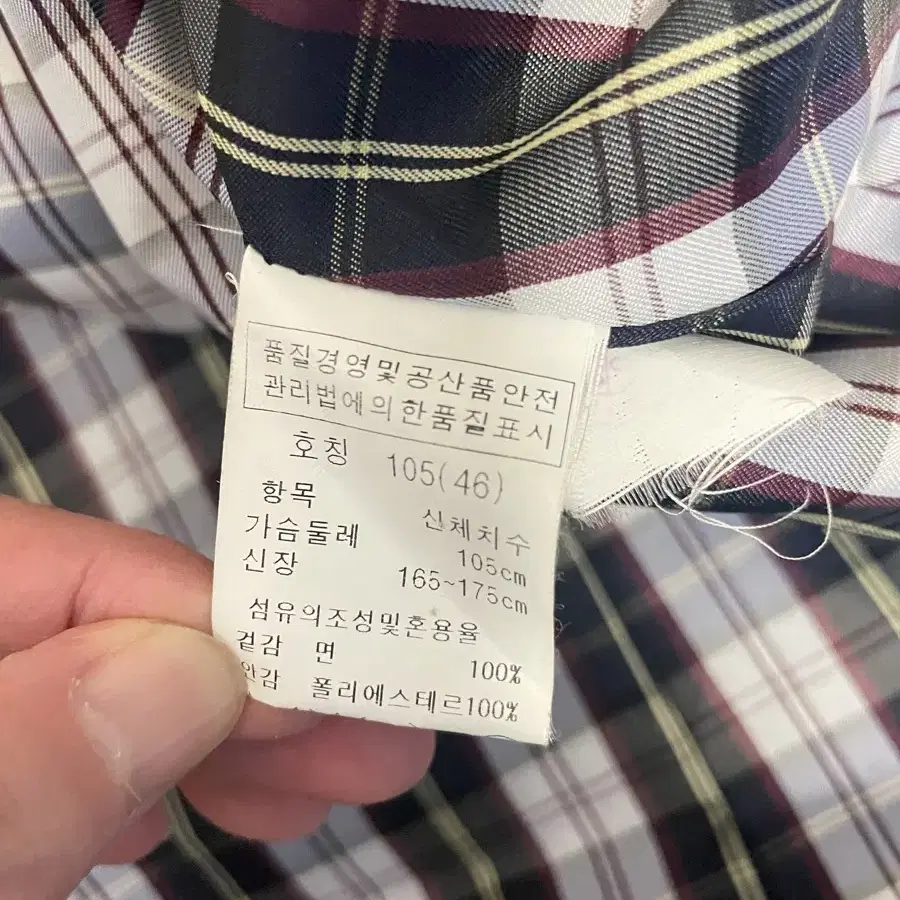 품질경영및공산품안전
관리법에의한품질표시
호칭 105(46)
항목 신체치수
가슴둘레 105cm
신장 165~175cm
섬유의조성및혼용율
겉감 면 100%
안감 폴리에스테르100%